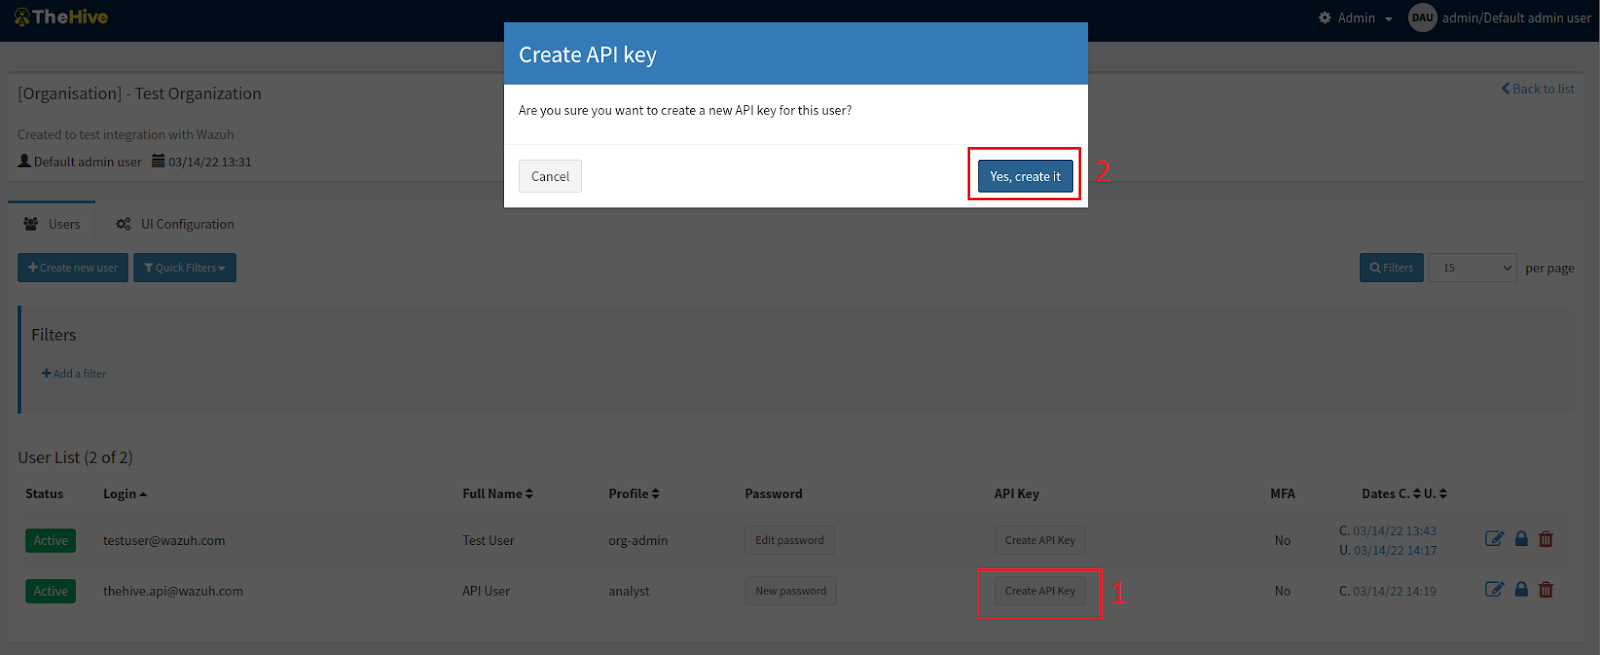 TheHive
Admin
DAU admin/Default admin user
Create API key
Are you sure you want to create a new API key for this user?
Cancel
Yes, create it
2
[Organisation] - Test Organization
Back to list
Created to test integration with Wazuh
Default admin user 03/14/22 13:31
Users
UI Configuration
Create new user
Quick Filters
Filters
15
per page
Filters
Add a filter
User List (2 of 2)
Status Login Full Name Profile Password API Key MFA Dates C. U.
Active testuser@wazuh.com Test User org-admin Edit password Create API Key No C. 03/14/22 13:43
U. 03/14/22 14:17
Active thehive.api@wazuh.com API User analyst New password Create API Key 1 No C. 03/14/22 14:19